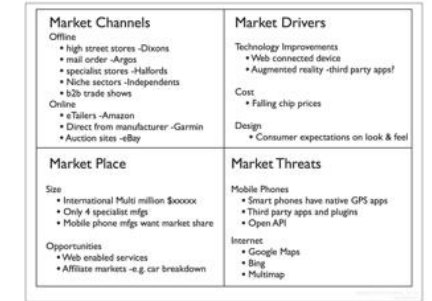 Market Channels
Offline
• high street stores -Dixons
• mail order -Argos
• specialist stores -Halfords
• Niche sectors -Independents
• b2b trade shows
Online
• eTailers -Amazon
• Direct from manufacturer -Garmin
• Auction sites -eBay
Market Drivers
Technology Improvements
• Web connected device
• Augmented reality -third party apps?
Cost
• Falling chip prices
Design
• Consumer expectations on look & feel
Market Place
Size
• International Multi million $xxxxx
• Only 4 specialist mfgs
• Mobile phone mfgs want market share
Opportunities
• Web enabled services
• Affiliate markets -e.g. car breakdown
Market Threats
Mobile Phones
• Smart phones have native GPS apps
• Third party apps and plugins
• Open API
Internet
• Google Maps
• Bing
• Multimap